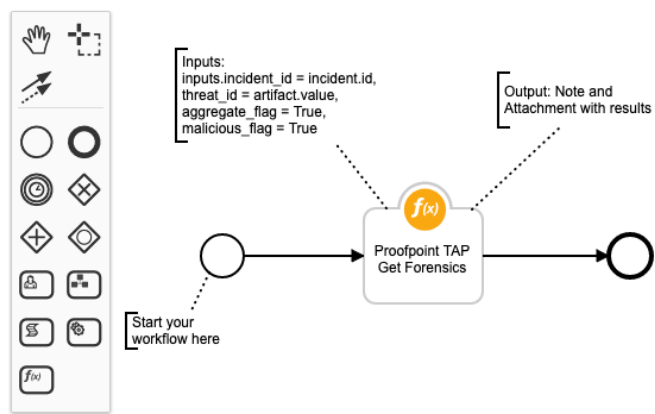 Inputs:
inputs.incident_id = incident.id,
threat_id = artifact.value,
aggregate_flag = True,
malicious_flag = True
Output: Note and
Attachment with results
f(x)
Proofpoint TAP
Get Forensics
Start your
workflow here
f(x)